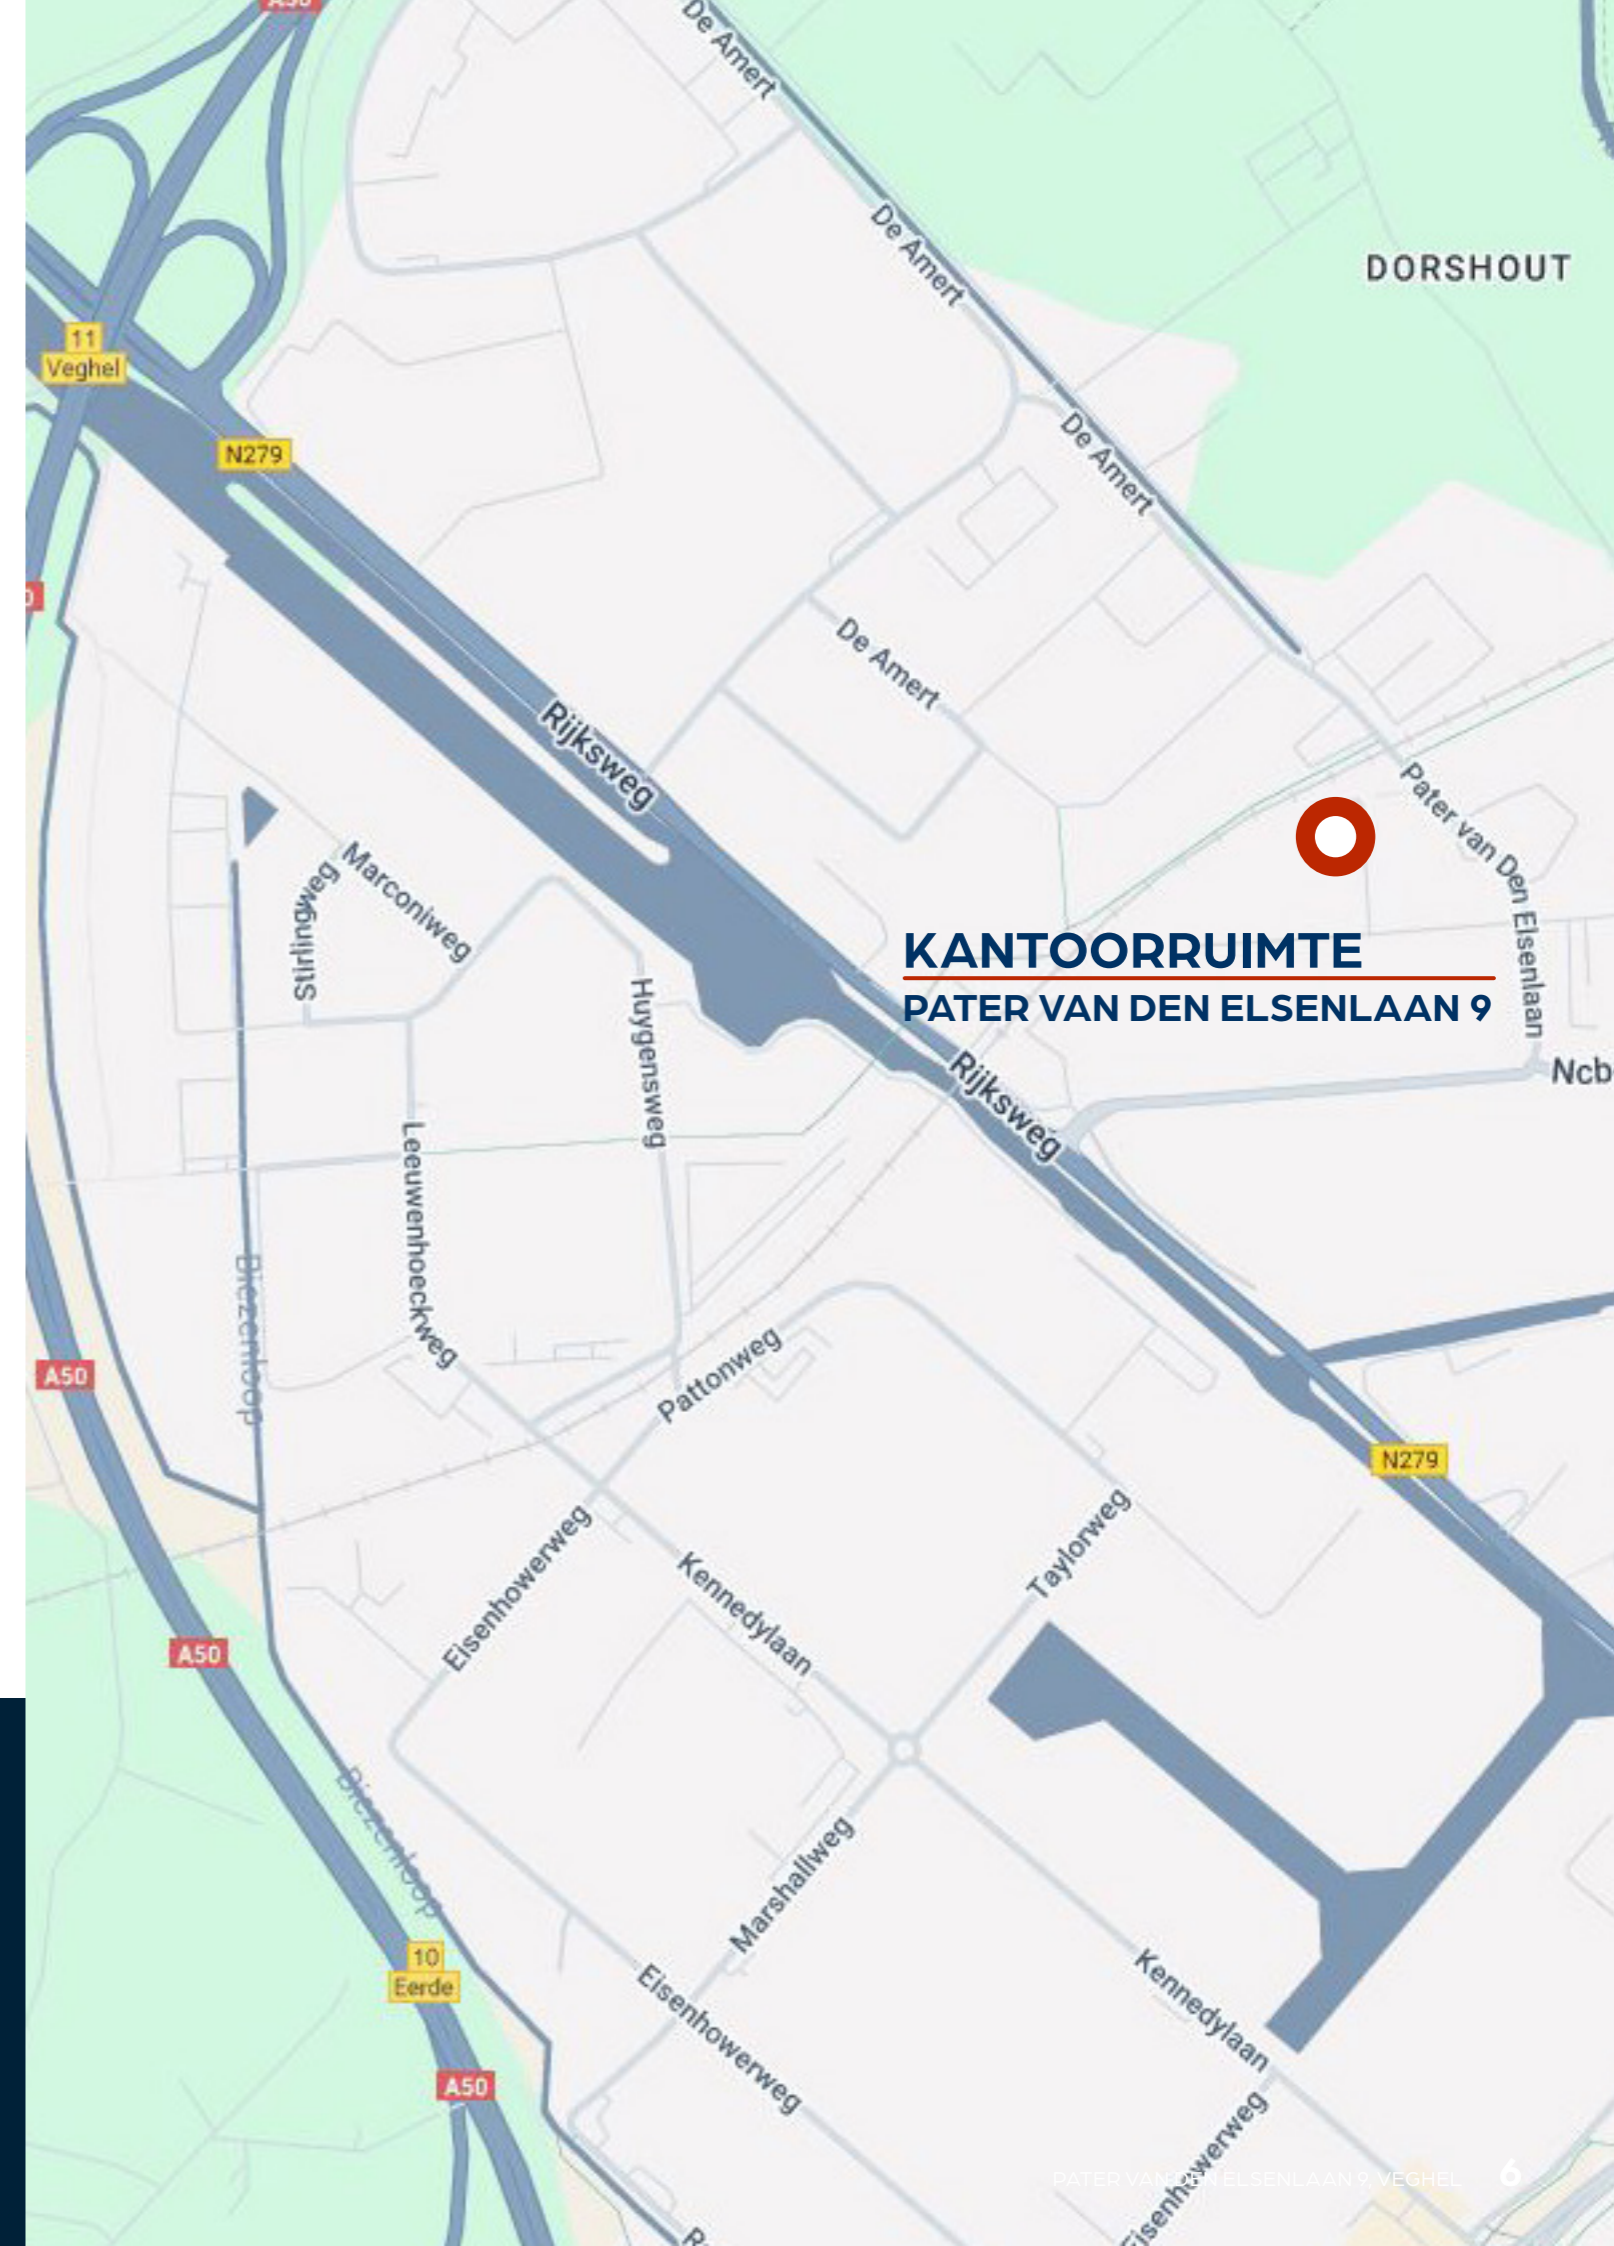 A50
De Amert
De Amert
DORSHOUT
11
Veghel
De Amert
N279
De Amert
Rijksweg
Pater van Den Elsenlaan
Marconiweg
Stirlingweg
KANTOORRUIMTE
PATER VAN DEN ELSENLAAN 9
Huygensweg
Rijksweg
Ncb
Leeuwenhoeckweg
Biezenloop
Pattonweg
A50
N279
Eisenhowerweg
Taylorweg
Kennedylaan
A50
Biezenloop
Marshallweg
10
Eerde
Eisenhowerweg
Kennedylaan
A50
Eisenhowerweg
PATER VAN DEN ELSENLAAN 9, VEGHEL 6